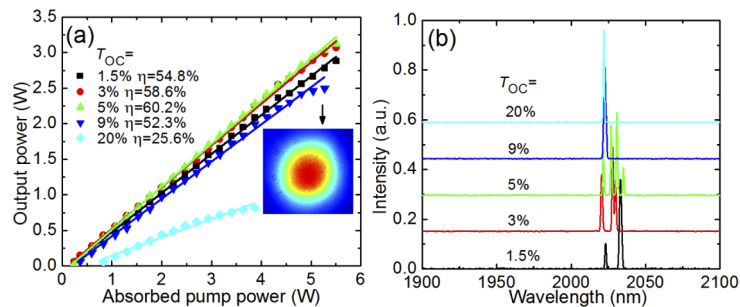 (a)
T_OC=
1.5% η=54.8%
3% η=58.6%
5% η=60.2%
9% η=52.3%
20% η=25.6%
Output power (W)
3.5
3.0
2.5
2.0
1.5
1.0
0.5
0.0
0 1 2 3 4 5 6
Absorbed pump power (W)
(b)
T_OC=
20%
9%
5%
3%
1.5%
Intensity (a.u.)
1.0
0.8
0.6
0.4
0.2
0.0
1900 1950 2000 2050 2100
Wavelength (nm)